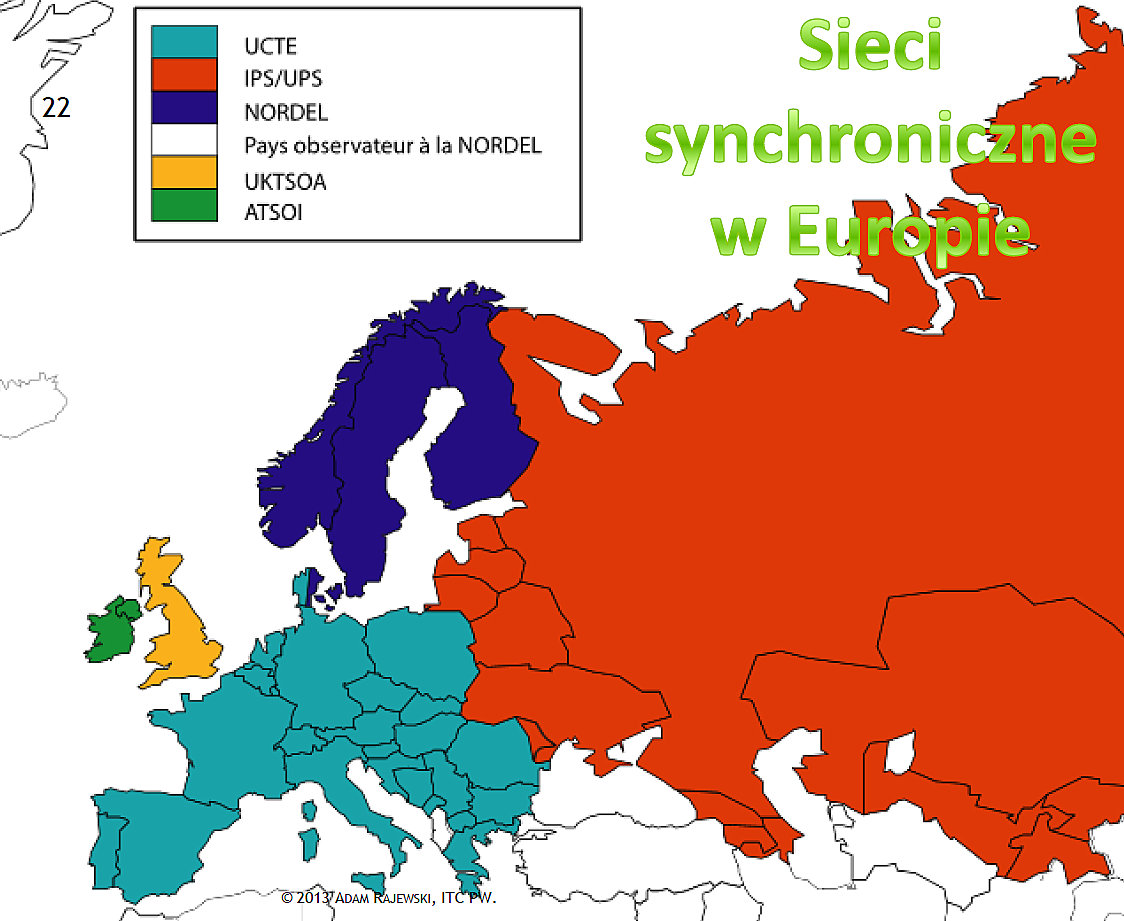 Sieci
synchroniczne
w Europie
22
UCTE
IPS/UPS
NORDEL
Pays observateur à la NORDEL
UKTSOA
ATSOI
© 2013 ADAM RAJEWSKI, ITC PW.